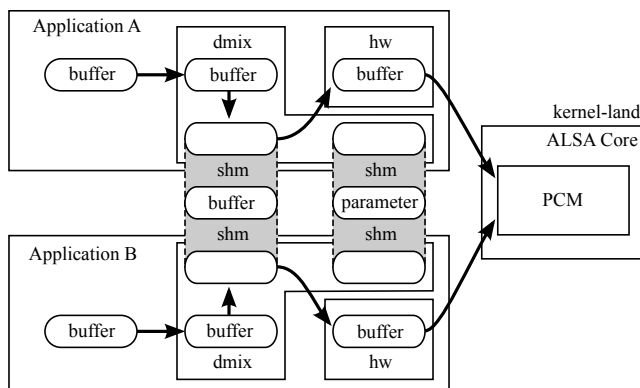 Application A
dmix
hw
buffer
buffer
buffer
kernel-land
ALSA Core
shm
shm
PCM
buffer
parameter
shm
shm
Application B
buffer
buffer
buffer
dmix
hw